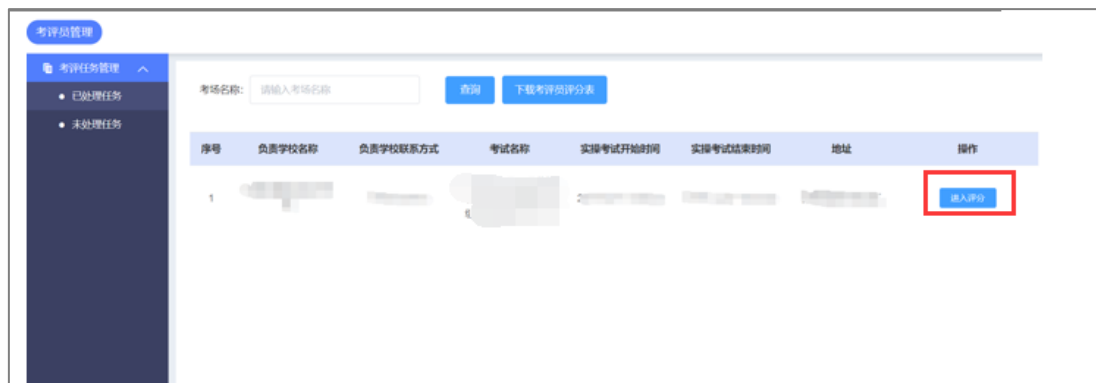 考评员管理
考评任务管理
已处理任务
未处理任务
考场名称: 请输入考场名称 查询 下载考评员评分表
序号 负责学校名称 负责学校联系方式 考试名称 实操考试开始时间 实操考试结束时间 地址 操作
1 进入评分